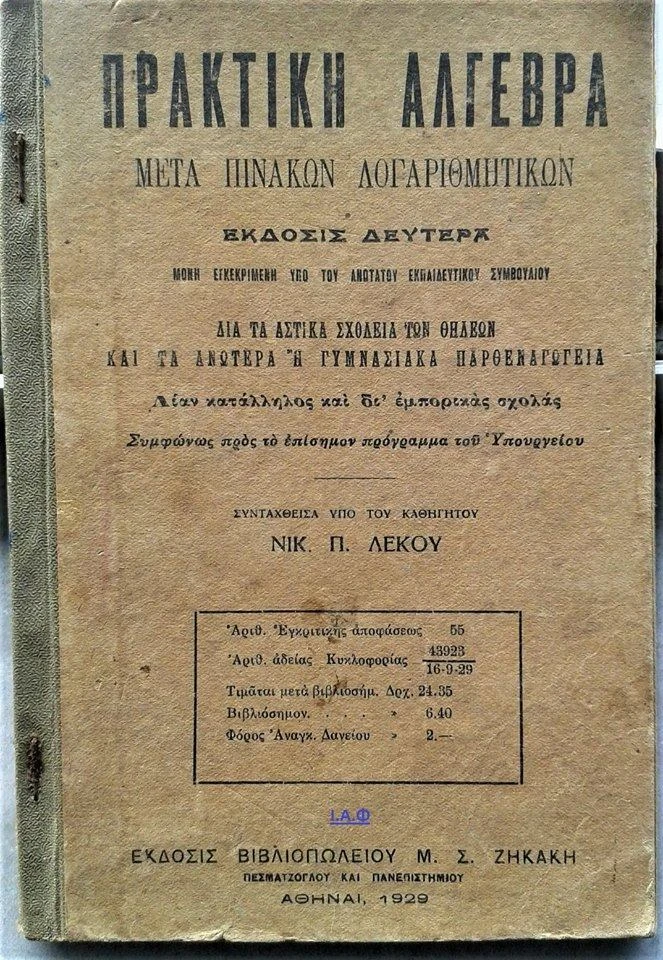 ΠΡΑΚΤΙΚΗ ΑΛΓΕΒΡΑ
ΜΕΤΑ ΠΙΝΑΚΩΝ ΛΟΓΑΡΙΘΜΗΤΙΚΩΝ
ΕΚΔΟΣΙΣ ΔΕΥΤΕΡΑ
ΜΟΝΗ ΕΓΚΕΚΡΙΜΕΝΗ ΥΠΟ ΤΟΥ ΑΝΩΤΑΤΟΥ ΕΚΠΑΙΔΕΥΤΙΚΟΥ ΣΥΜΒΟΥΛΙΟΥ
ΔΙΑ ΤΑ ΑΣΤΙΚΑ ΣΧΟΛΕΙΑ ΤΩΝ ΘΗΛΕΩΝ
ΚΑΙ ΤΑ ΑΝΩΤΕΡΑ Ἢ ΓΥΜΝΑΣΙΑΚΑ ΠΑΡΘΕΝΑΓΩΓΕΙΑ
Λίαν κατάλληλος καὶ δι' ἐμπορικὰς σχολάς
Συμφώνως πρὸς τὸ ἐπίσημον πρόγραμμα τοῦ Ὑπουργείου
ΣΥΝΤΑΧΘΕΙΣΑ ΥΠΟ ΤΟΥ ΚΑΘΗΓΗΤΟΥ
ΝΙΚ. Π. ΛΕΚΟΥ
Ἀριθ. Ἐγκριτικῆς ἀποφάσεως 55
Ἀριθ. ἀδείας Κυκλοφορίας 43923
16-9-29
Τιμᾶται μετὰ βιβλιοσήμ. Δρχ. 24.35
Βιβλιόσημον. . . . . » 6.40
Φόρος Ἀναγκ. Δανείου » 2.—
Ι.Α.Φ
ΕΚΔΟΣΙΣ ΒΙΒΛΙΟΠΩΛΕΙΟΥ Μ. Σ. ΖΗΚΑΚΗ
ΠΕΣΜΑΤΖΟΓΛΟΥ ΚΑΙ ΠΑΝΕΠΙΣΤΗΜΙΟΥ
ΑΘΗΝΑΙ, 1929